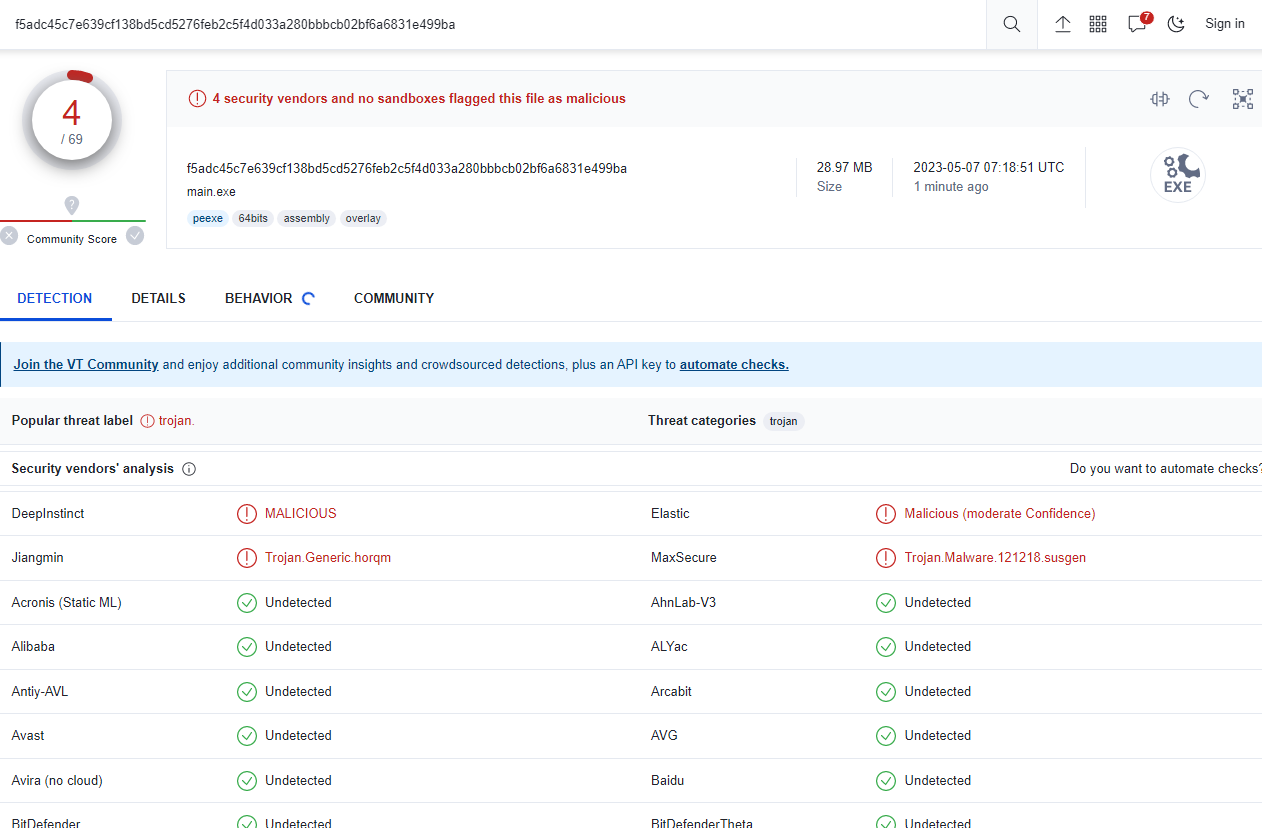 f5adc45c7e639cf138bd5cd5276feb2c5f4d033a280bbbcb02bf6a6831e499ba
7
Sign in
4
/ 69
4 security vendors and no sandboxes flagged this file as malicious
f5adc45c7e639cf138bd5cd5276feb2c5f4d033a280bbbcb02bf6a6831e499ba
main.exe
peexe 64bits assembly overlay
28.97 MB
Size
2023-05-07 07:18:51 UTC
1 minute ago
EXE
?
Community Score
DETECTION DETAILS BEHAVIOR COMMUNITY
Join the VT Community and enjoy additional community insights and crowdsourced detections, plus an API key to automate checks.
Popular threat label trojan. Threat categories trojan
Security vendors' analysis Do you want to automate checks?
DeepInstinct MALICIOUS Elastic Malicious (moderate Confidence)
Jiangmin Trojan.Generic.horqm MaxSecure Trojan.Malware.121218.susgen
Acronis (Static ML) Undetected AhnLab-V3 Undetected
Alibaba Undetected ALYac Undetected
Antiy-AVL Undetected Arcabit Undetected
Avast Undetected AVG Undetected
Avira (no cloud) Undetected Baidu Undetected
BitDefender Undetected BitDefenderTheta Undetected